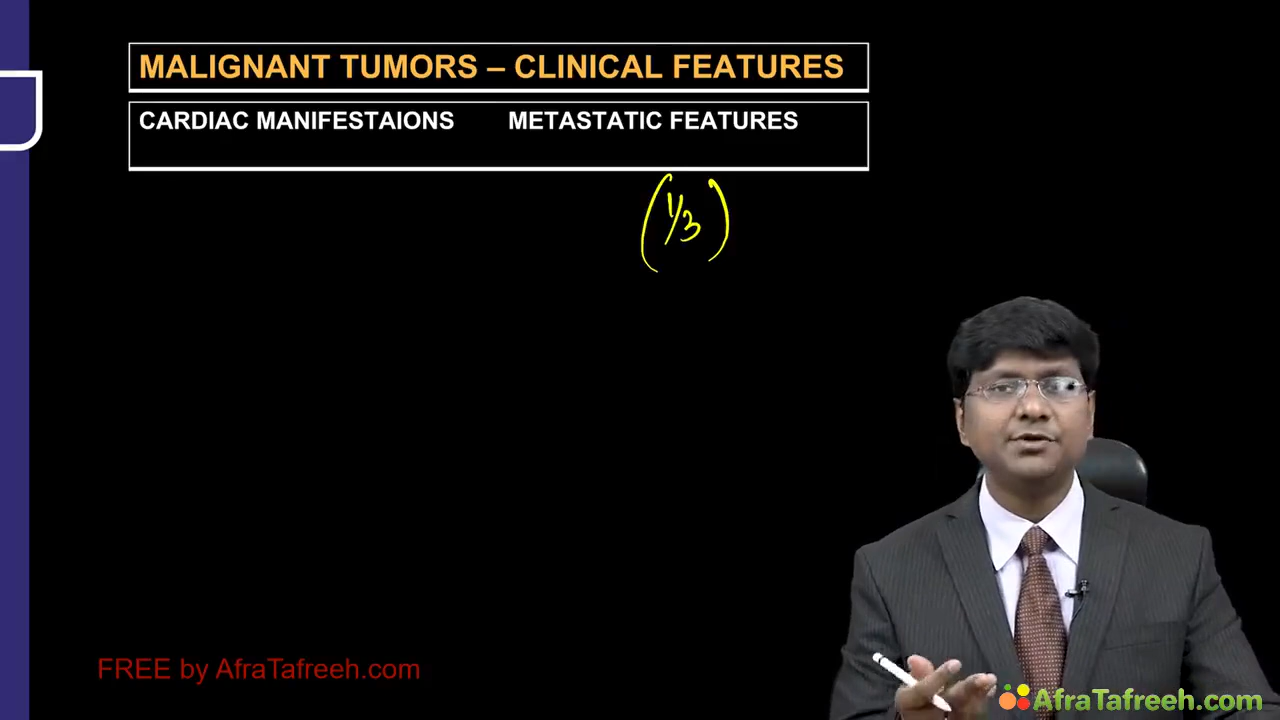 MALIGNANT TUMORS – CLINICAL FEATURES
CARDIAC MANIFESTAIONS METASTATIC FEATURES
(1/3)
FREE by AfraTafreeh.com
AfraTafreeh.com